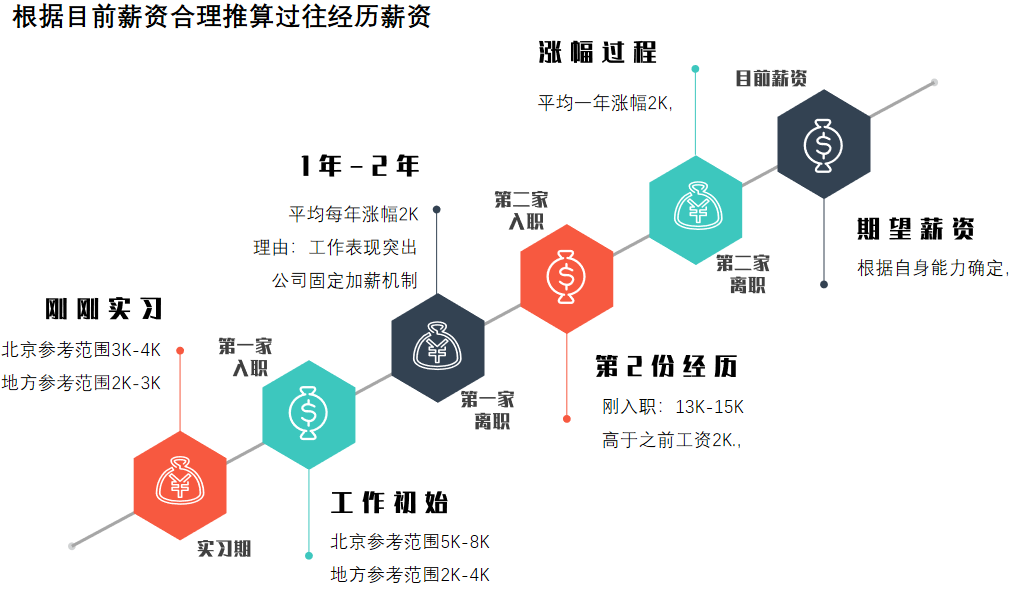 根据目前薪资合理推算过往经历薪资
涨幅过程
平均一年涨幅2K,
目前薪资
期望薪资
根据自身能力确定,
1年-2年
平均每年涨幅2K
理由：工作表现突出
公司固定加薪机制
第二家
入职
第二家
离职
刚刚实习
北京参考范围3K-4K
地方参考范围2K-3K
第一家
入职
第一家
离职
第2份经历
刚入职：13K-15K
高于之前工资2K.,
实习期
工作初始
北京参考范围5K-8K
地方参考范围2K-4K